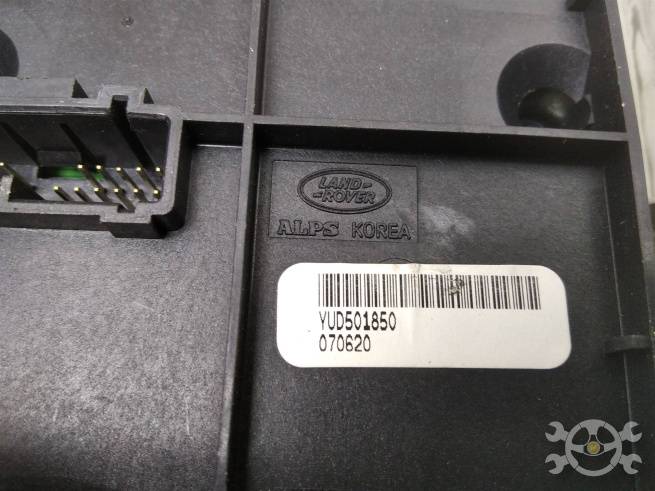 LAND-
-ROVER
ALPS KOREA
YUD501850
070620